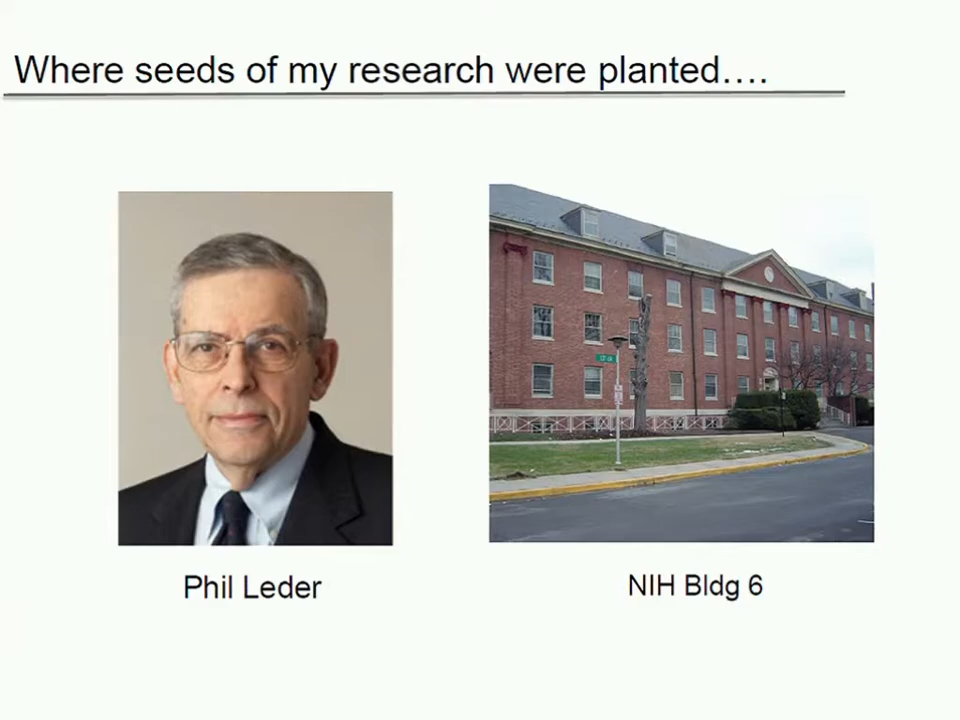 Where seeds of my research were planted….
Phil Leder
NIH Bldg 6